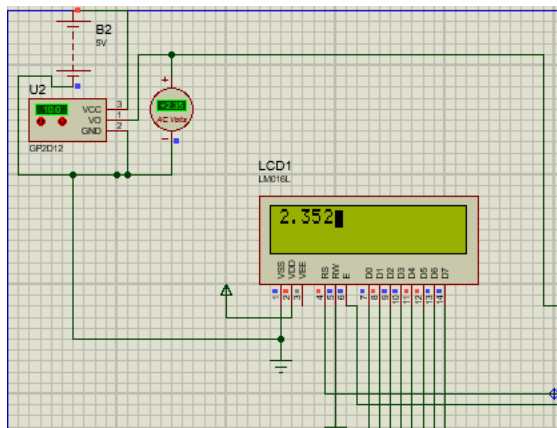 B2
5V
U2
10.0
VCC
3
VO
1
GND
2
GP2D12
+2.35
AC Volts
LCD1
LM016L
2.352
VSS
VDD
VEE
RS
RW
E
D0
D1
D2
D3
D4
D5
D6
D7
1
2
3
4
5
6
7
8
9
10
11
12
13
14